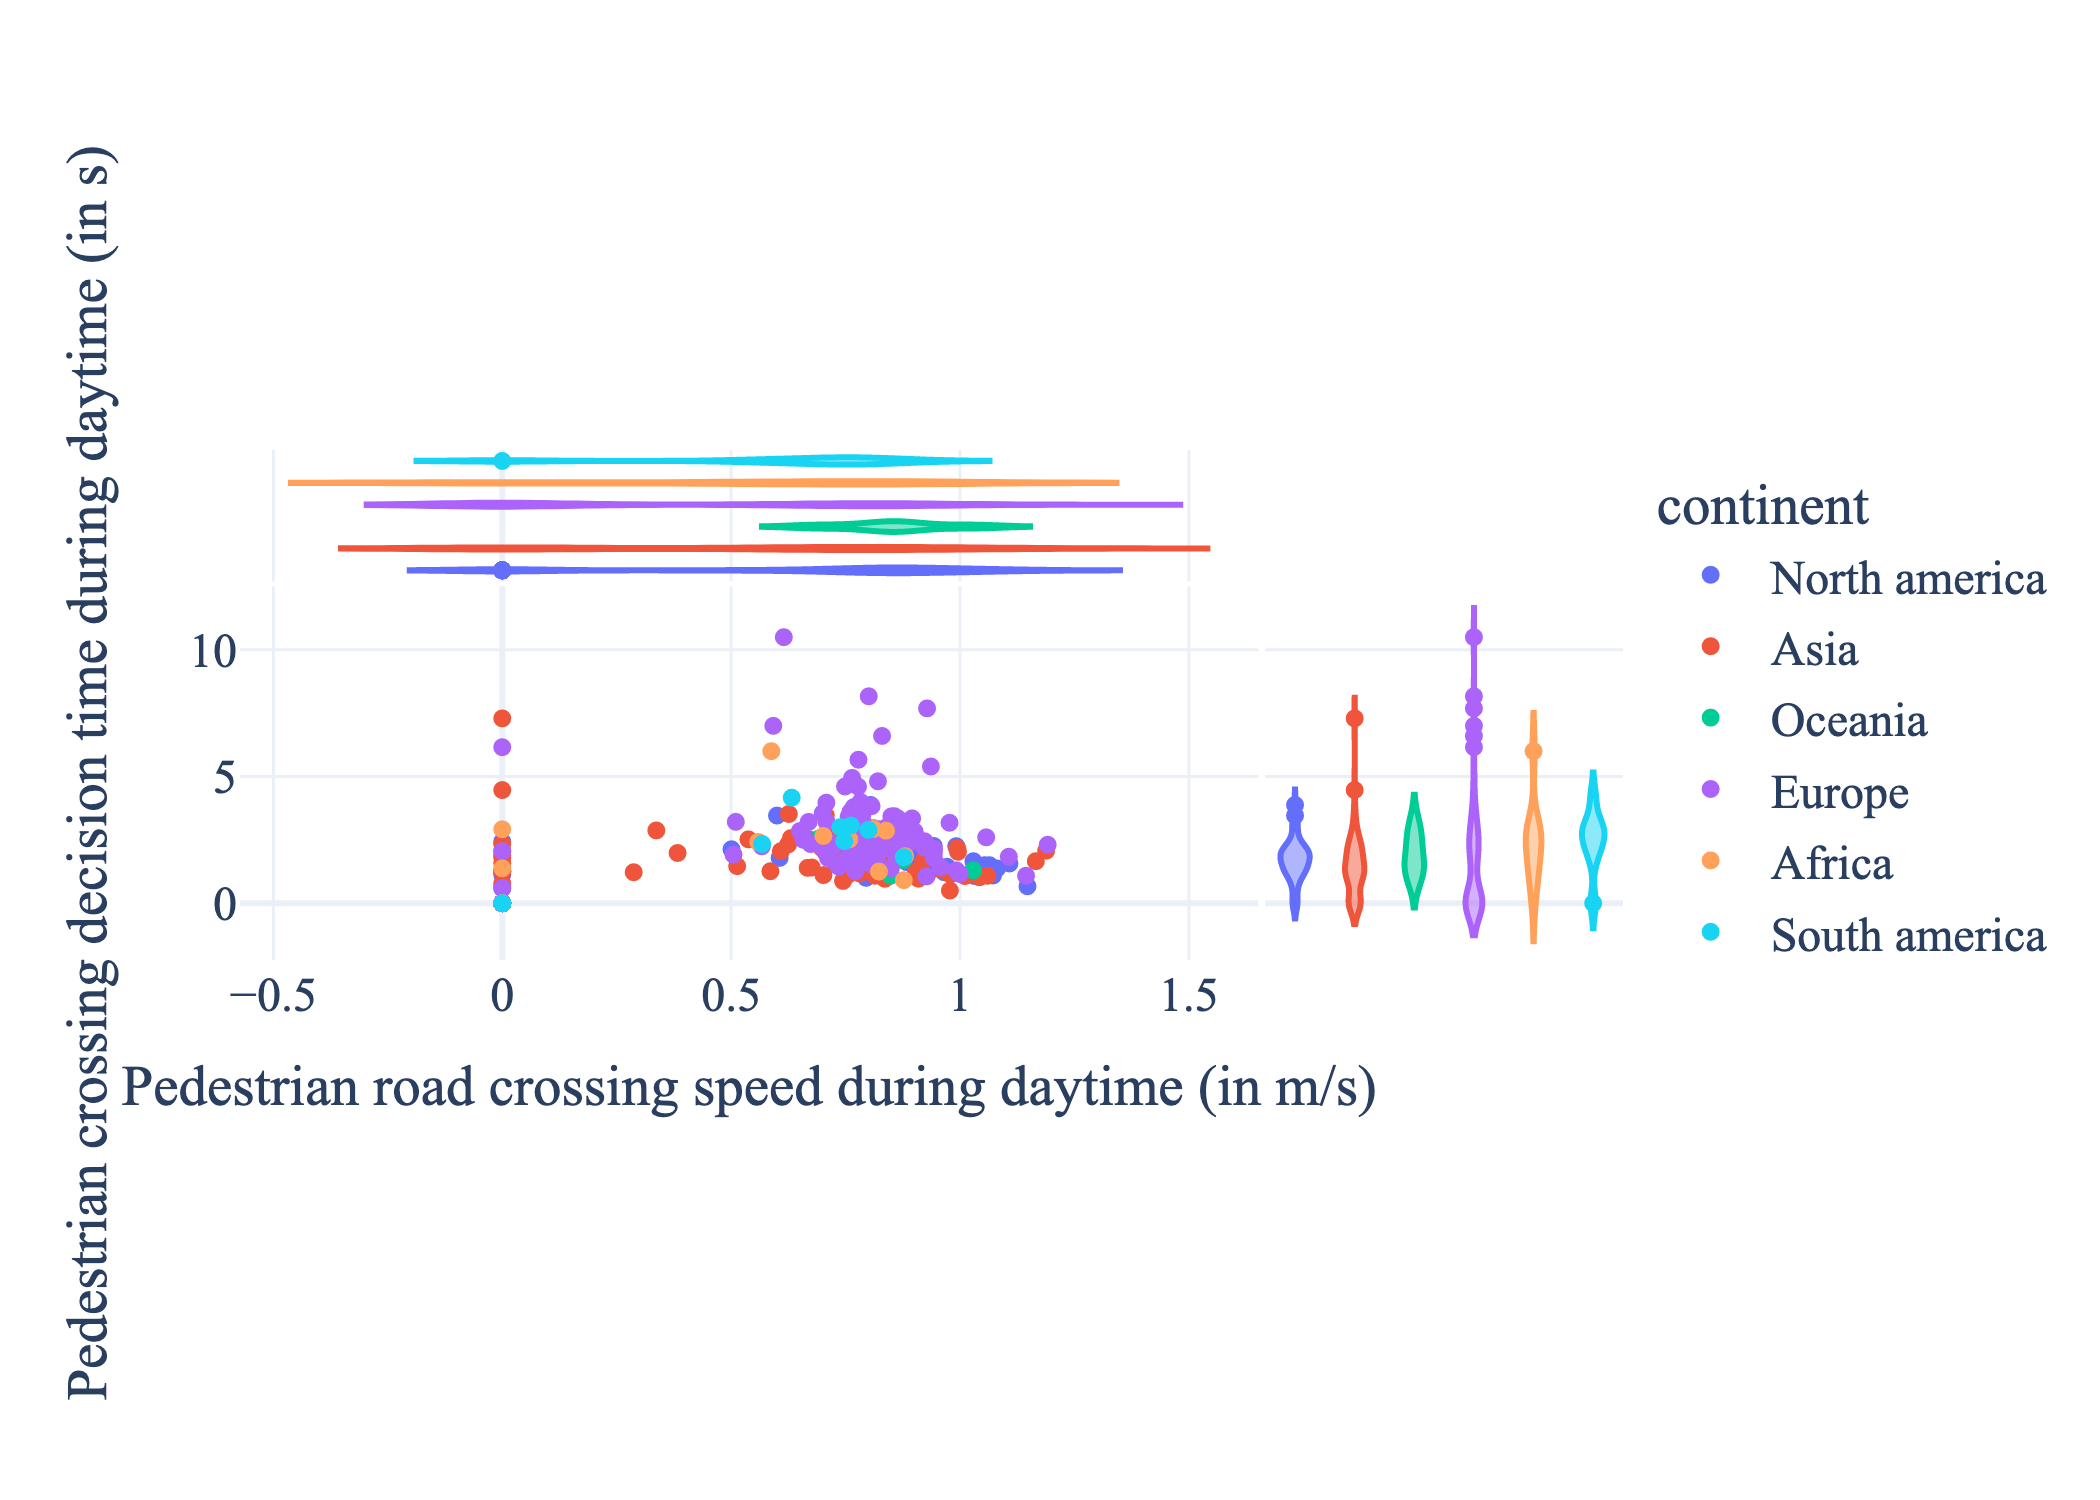 Pedestrian crossing decision time during daytime (in s)
10
5
0
−0.5
0
0.5
1
1.5
Pedestrian road crossing speed during daytime (in m/s)
continent
North america
Asia
Oceania
Europe
Africa
South america